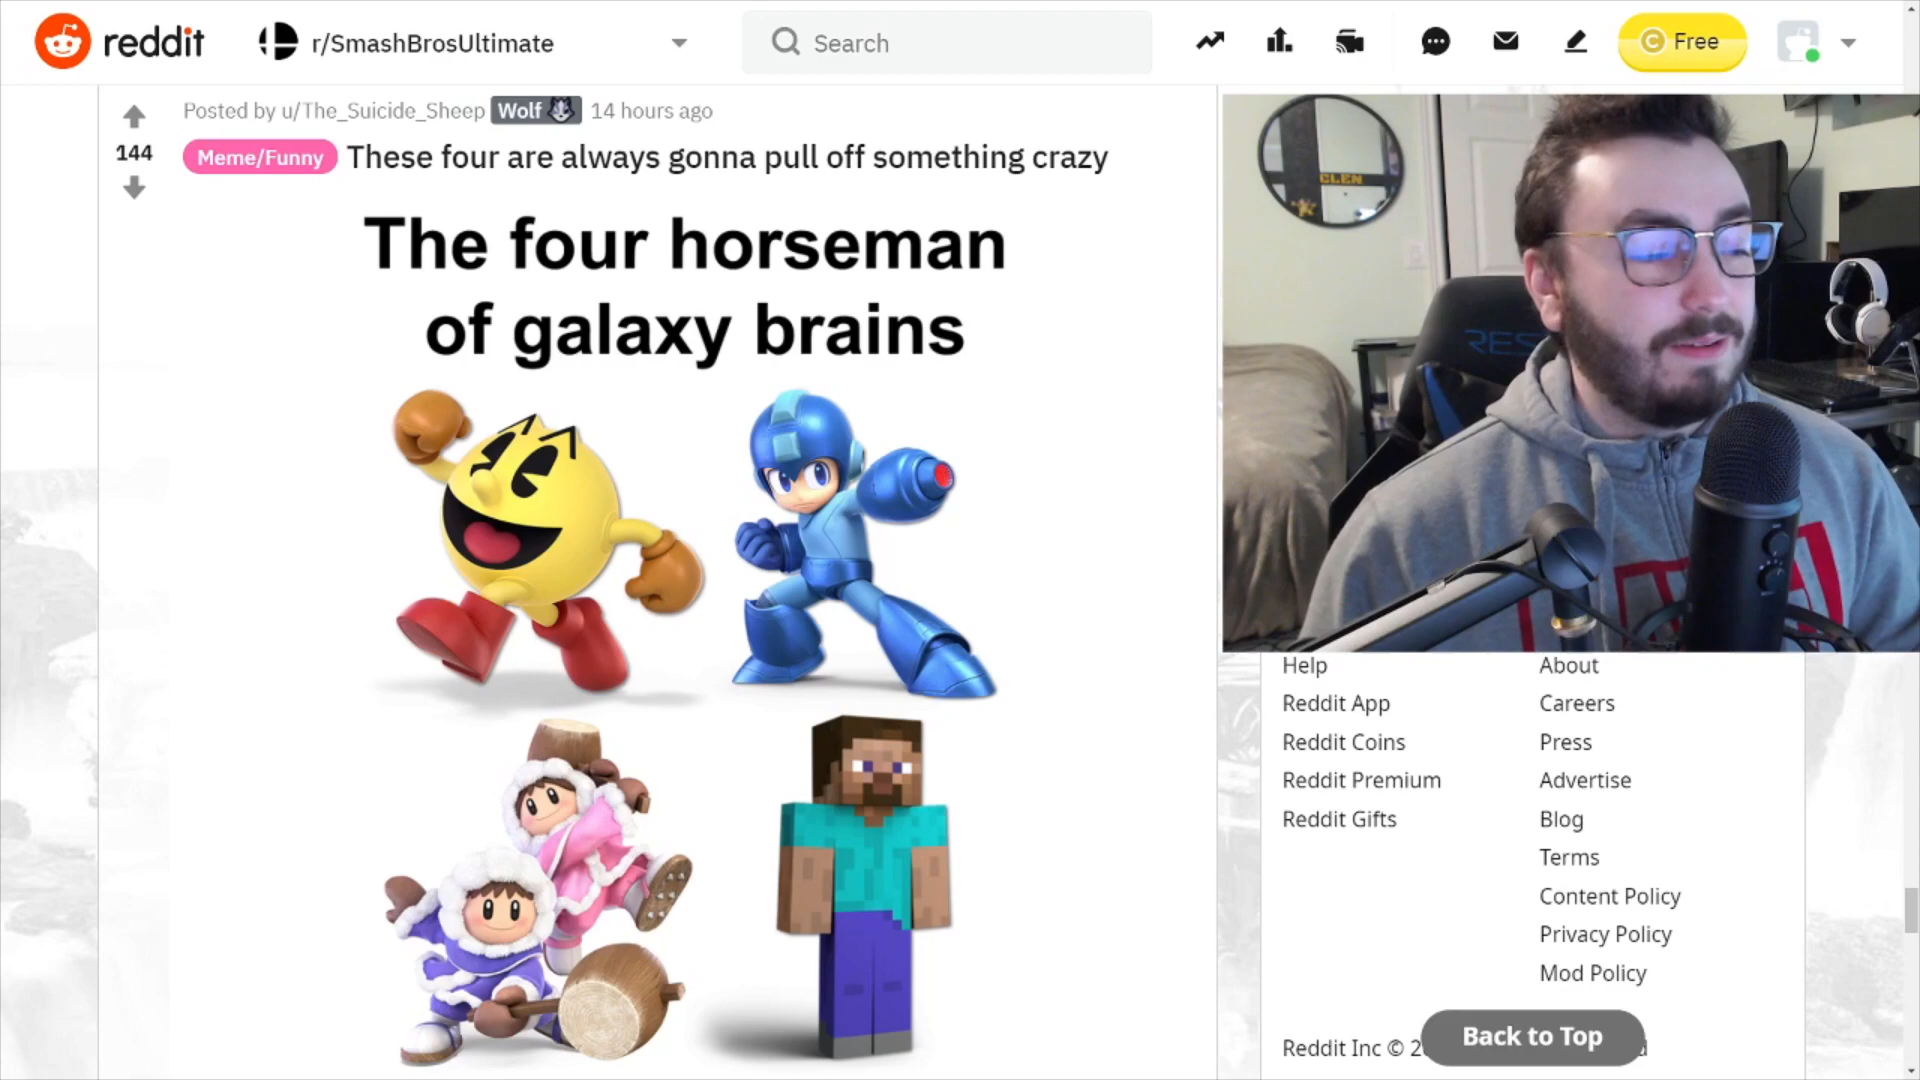 reddit
r/SmashBrosUltimate
Search
Free
Posted by u/The_Suicide_Sheep Wolf 14 hours ago
144
Meme/Funny These four are always gonna pull off something crazy
The four horseman
of galaxy brains
CLEN
RES
Help
About
Reddit App
Careers
Reddit Coins
Press
Reddit Premium
Advertise
Reddit Gifts
Blog
Terms
Content Policy
Privacy Policy
Mod Policy
Reddit Inc © 2
Back to Top